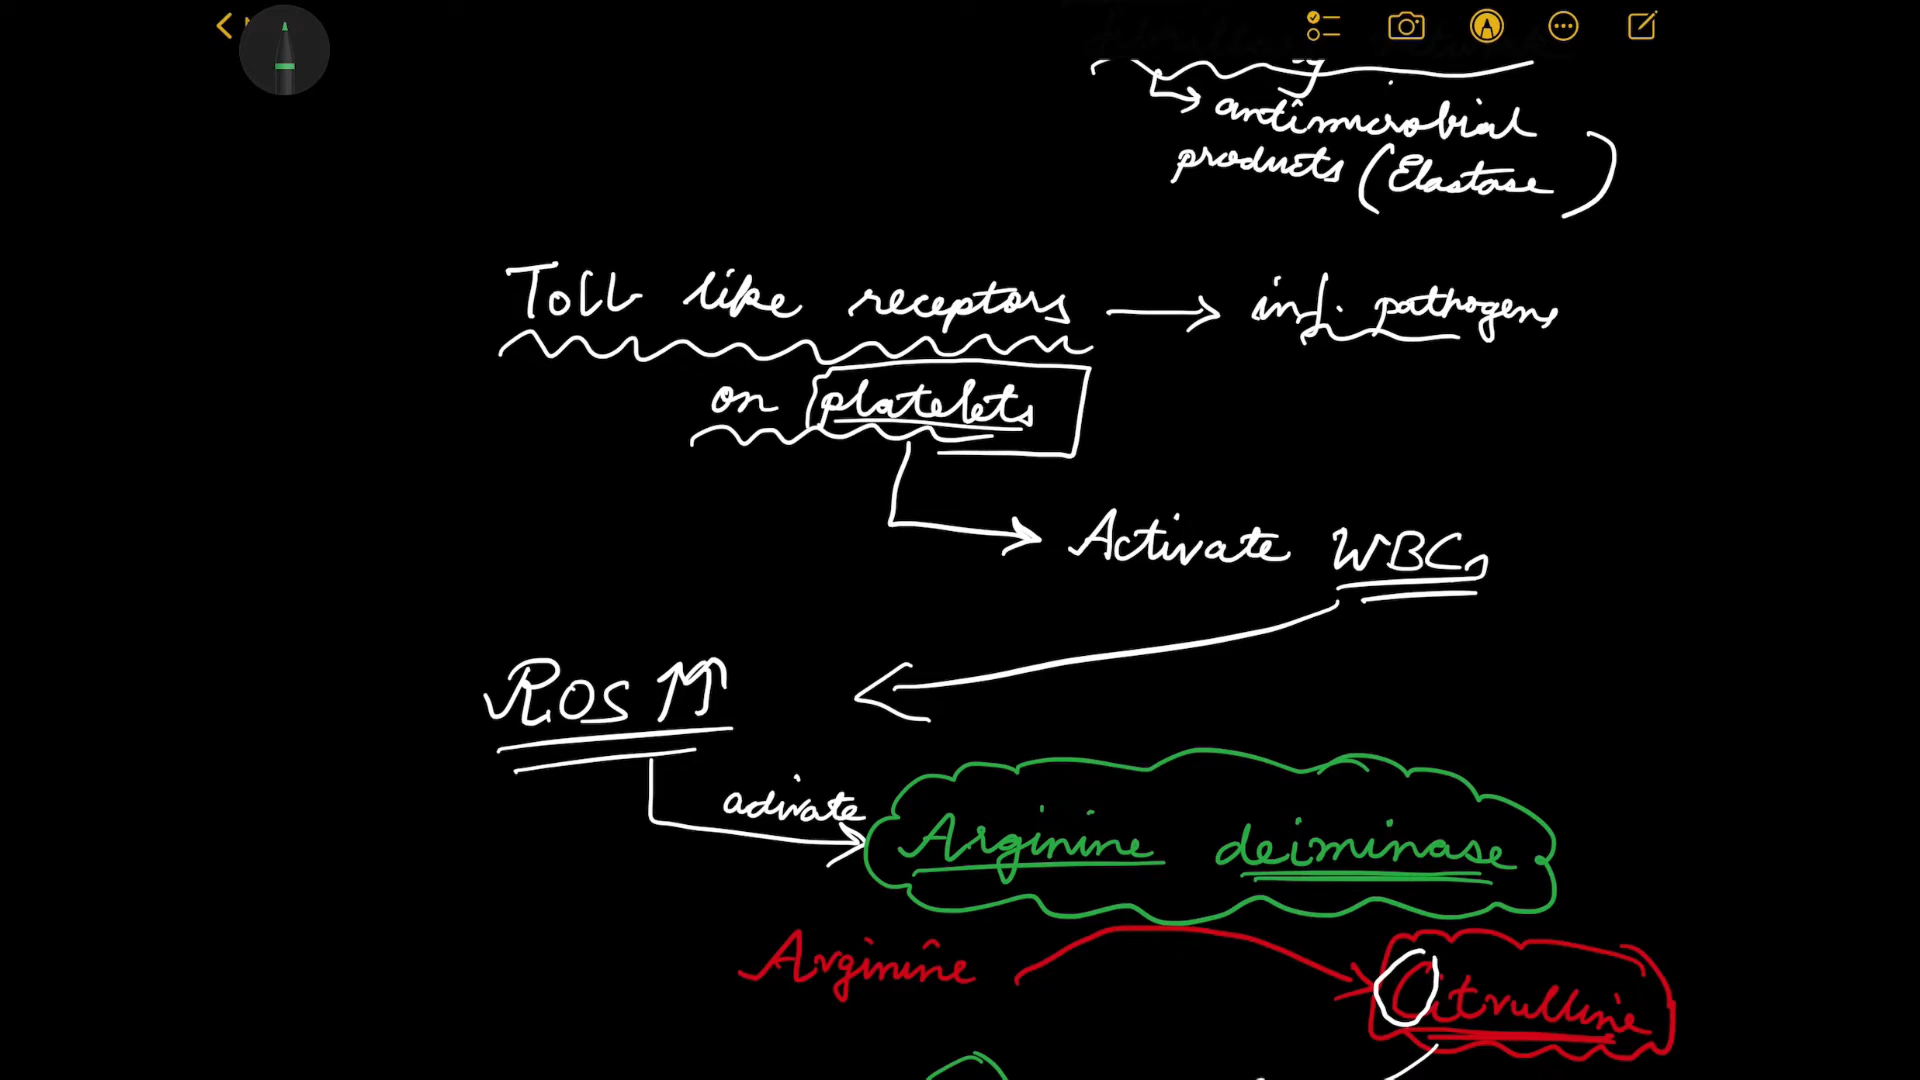 antimicrobial
products (Elastase)
Toll like receptors → inf. pathogens
on platelets
Activate WBCs
ROS ↑↑
activate
Arginine deiminase
Arginine → Citrulline